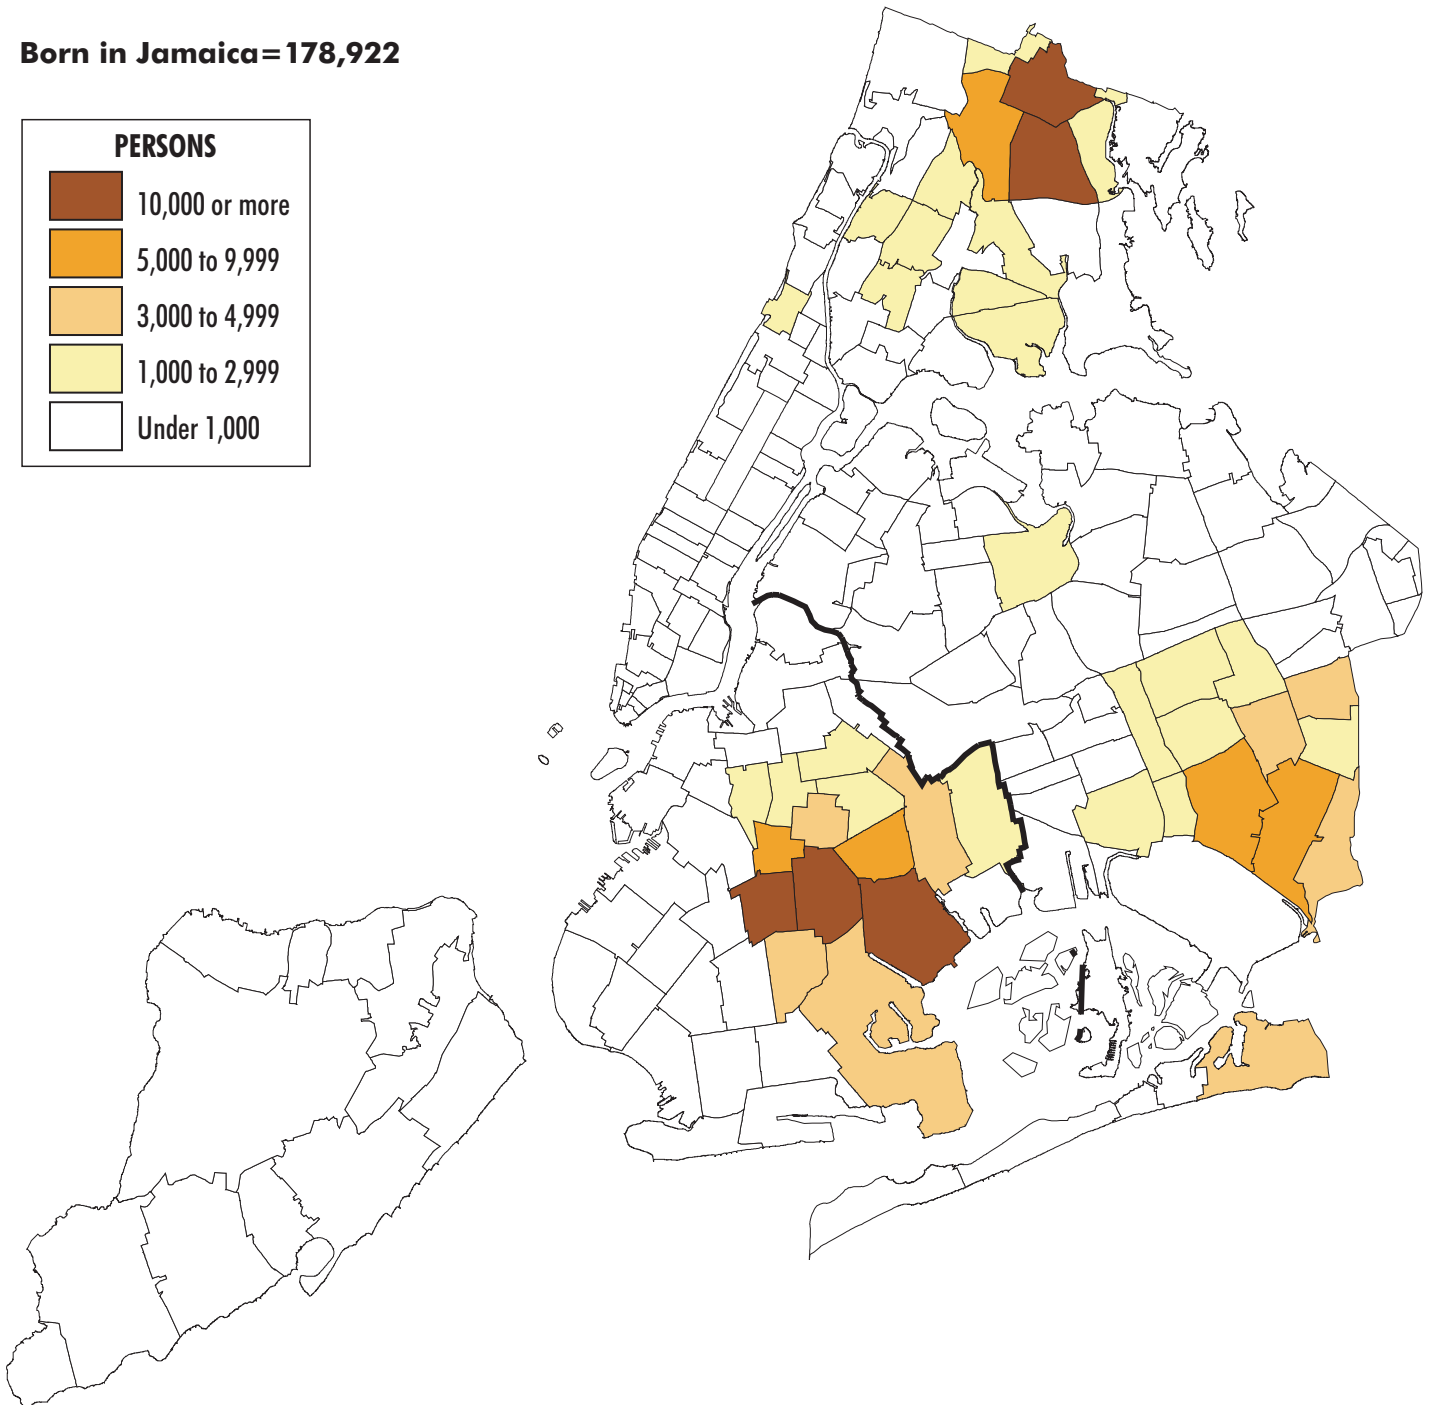 Born in Jamaica=178,922
PERSONS
10,000 or more
5,000 to 9,999
3,000 to 4,999
1,000 to 2,999
Under 1,000